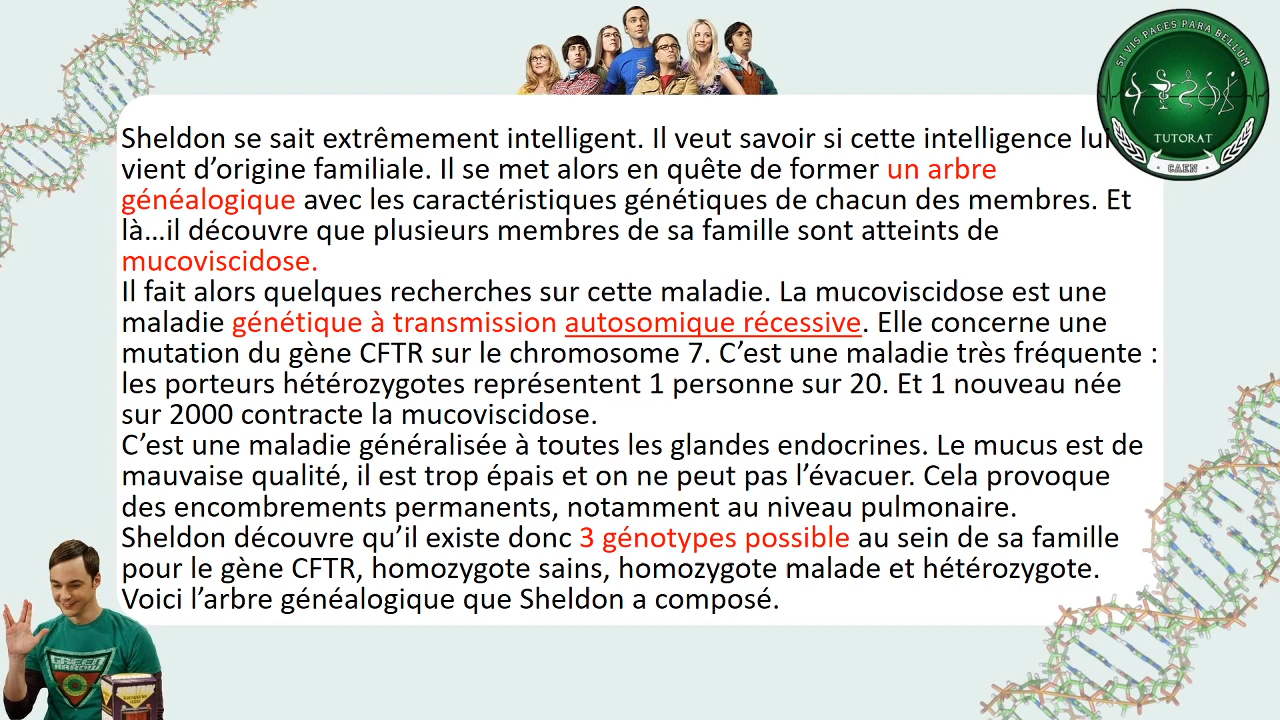 SI VIS PACES PARA BELLUM
TUTORAT
CAEN
Sheldon se sait extrêmement intelligent. Il veut savoir si cette intelligence lui
vient d’origine familiale. Il se met alors en quête de former un arbre
généalogique avec les caractéristiques génétiques de chacun des membres. Et
là…il découvre que plusieurs membres de sa famille sont atteints de
mucoviscidose.
Il fait alors quelques recherches sur cette maladie. La mucoviscidose est une
maladie génétique à transmission autosomique récessive. Elle concerne une
mutation du gène CFTR sur le chromosome 7. C’est une maladie très fréquente :
les porteurs hétérozygotes représentent 1 personne sur 20. Et 1 nouveau née
sur 2000 contracte la mucoviscidose.
C’est une maladie généralisée à toutes les glandes endocrines. Le mucus est de
mauvaise qualité, il est trop épais et on ne peut pas l’évacuer. Cela provoque
des encombrements permanents, notamment au niveau pulmonaire.
Sheldon découvre qu’il existe donc 3 génotypes possible au sein de sa famille
pour le gène CFTR, homozygote sains, homozygote malade et hétérozygote.
Voici l’arbre généalogique que Sheldon a composé.
GREEN
ARROW